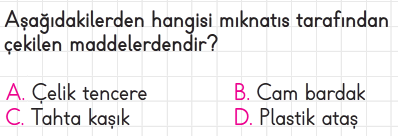 Aşağıdakilerden hangisi mıknatıs tarafından
çekilen maddelerdendir?
A. Çelik tencere B. Cam bardak
C. Tahta kaşık D. Plastik ataş